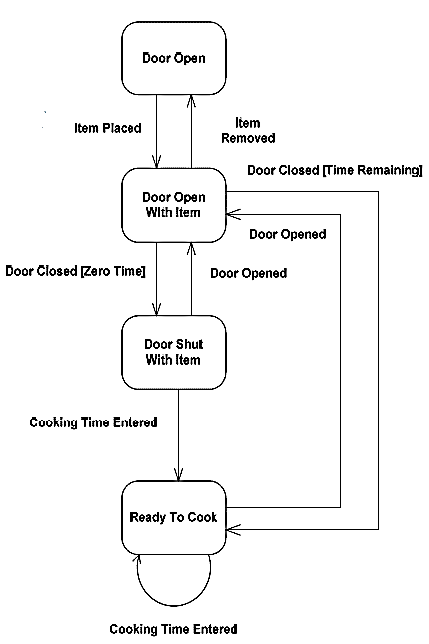 Door Open
Item Placed
Item
Removed
Door Closed [Time Remaining]
Door Open
With Item
Door Opened
Door Closed [Zero Time]
Door Opened
Door Shut
With Item
Cooking Time Entered
Ready To Cook
Cooking Time Entered